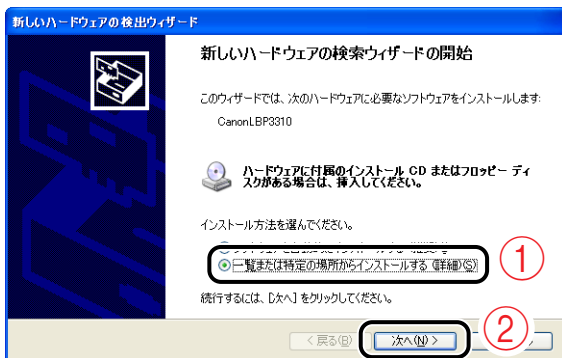 新しいハードウェアの検出ウィザード
新しいハードウェアの検索ウィザードの開始
このウィザードでは、次のハードウェアに必要なソフトウェアをインストールします:
CanonLBP3310
ハードウェアに付属のインストール CD またはフロッピー ディ
スクがある場合は、挿入してください。
インストール方法を選んでください。
一覧または特定の場所からインストールする (詳細)(S)
①
続行するには、[次へ] をクリックしてください。
< 戻る(B)
次へ(N) >
②